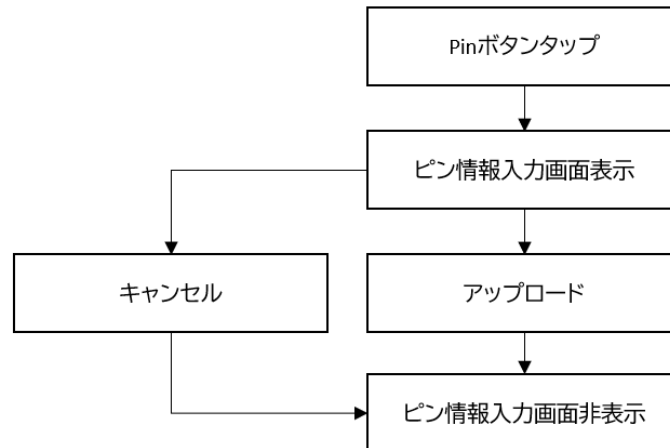 Pinボタンタップ
ピン情報入力画面表示
キャンセル
アップロード
ピン情報入力画面非表示